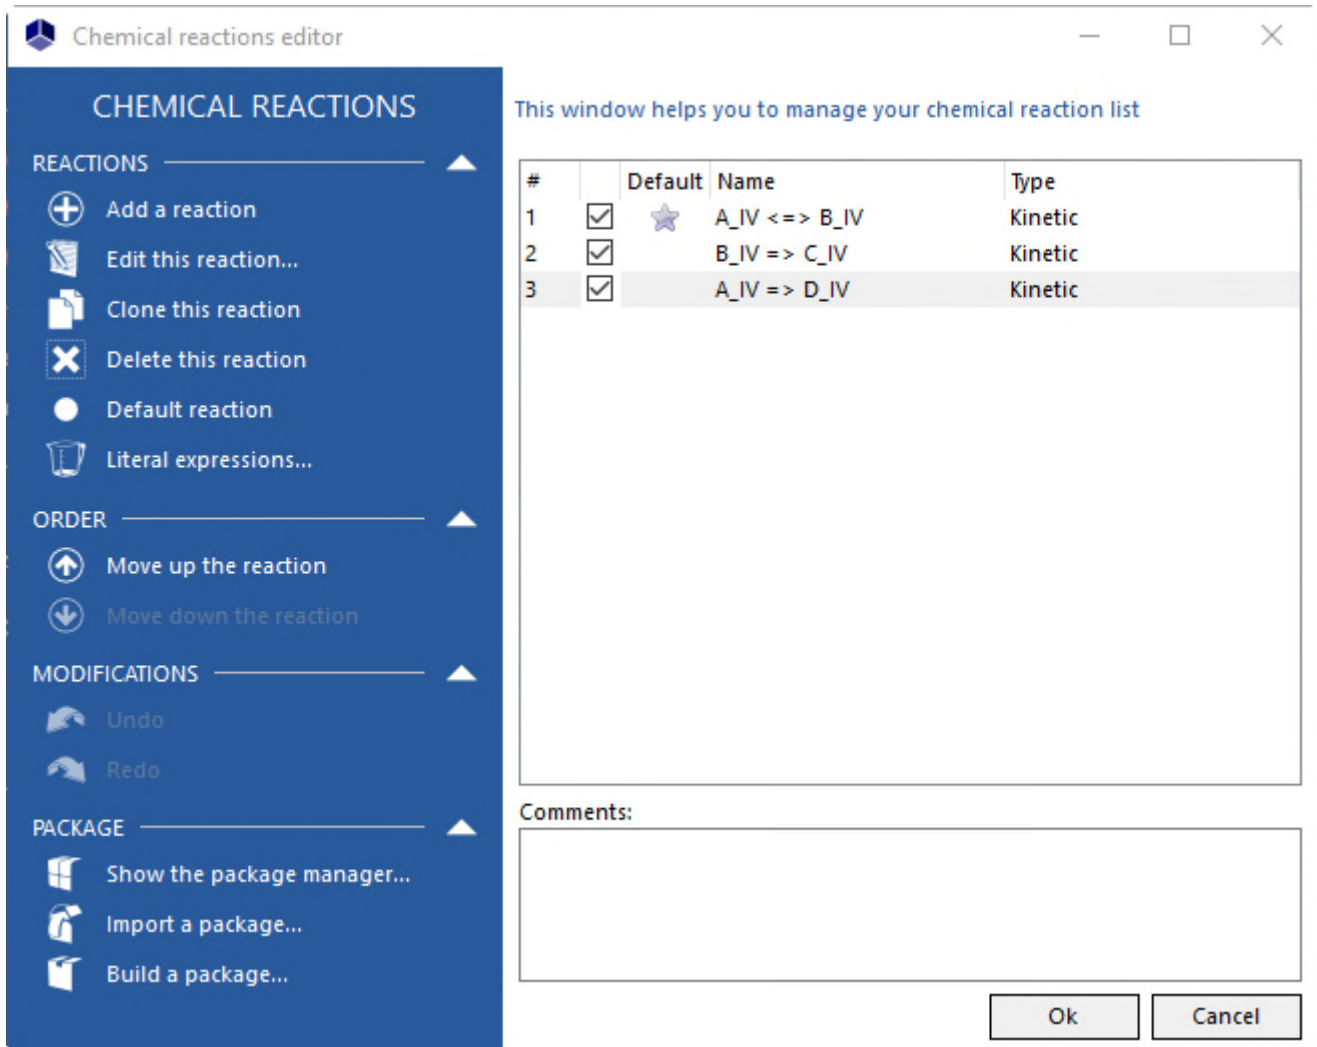 Chemical reactions editor
CHEMICAL REACTIONS
REACTIONS
Add a reaction
Edit this reaction...
Clone this reaction
Delete this reaction
Default reaction
Literal expressions...
ORDER
Move up the reaction
Move down the reaction
MODIFICATIONS
Undo
Redo
PACKAGE
Show the package manager...
Import a package...
Build a package...
This window helps you to manage your chemical reaction list
# Default Name Type
1 A_IV <=> B_IV Kinetic
2 B_IV => C_IV Kinetic
3 A_IV => D_IV Kinetic
Comments:
Ok Cancel